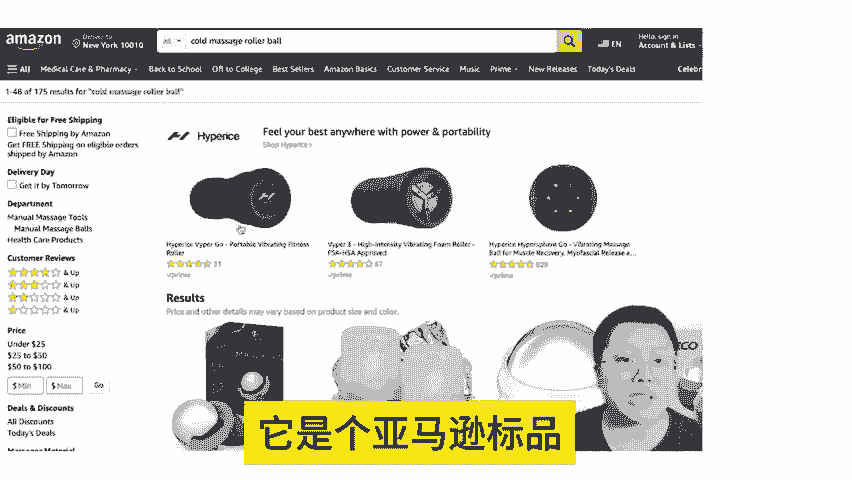 amazon
Deliver to
New York 10010
All
cold massage roller ball
EN
Hello, sign in
Account & Lists
All
Medical Care & Pharmacy
Back to School
Off to College
Best Sellers
Amazon Basics
Customer Service
Music
Prime
New Releases
Today's Deals
Celebr
1-48 of 175 results for "cold massage roller ball"
Eligible for Free Shipping
Free Shipping by Amazon
Get FREE Shipping on eligible orders
shipped by Amazon
Delivery Day
Get It by Tomorrow
Department
Manual Massage Tools
Manual Massage Balls
Health Care Products
Customer Reviews
& Up
& Up
& Up
& Up
Price
Under $25
$25 to $50
$50 to $100
$ Min
$ Max
Go
Deals & Discounts
All Discounts
Today's Deals
Hyperice
Feel your best anywhere with power & portability
Shop Hyperice ›
Hyperice Vyper Go - Portable Vibrating Fitness
Roller
31
prime
Vyper 3 - High-Intensity Vibrating Foam Roller -
FSA-HSA Approved
67
prime
Hyperice Hypersphere Go - Vibrating Massage
Ball for Muscle Recovery, Myofascial Release a...
prime
Results
Price and other details may vary based on product size and color.
它是个亚马逊标品